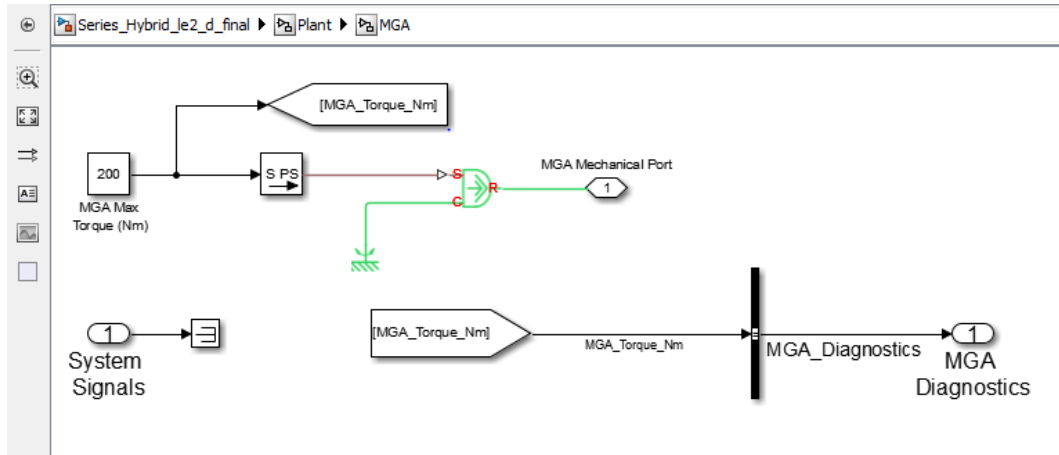 Series_Hybrid_le2_d_final Plant MGA
[MGA_Torque_Nm]
200
S PS
MGA Max
Torque (Nm)
S
C
R
MGA Mechanical Port
1
1
System
Signals
[MGA_Torque_Nm]
MGA_Torque_Nm
MGA_Diagnostics
1
MGA
Diagnostics